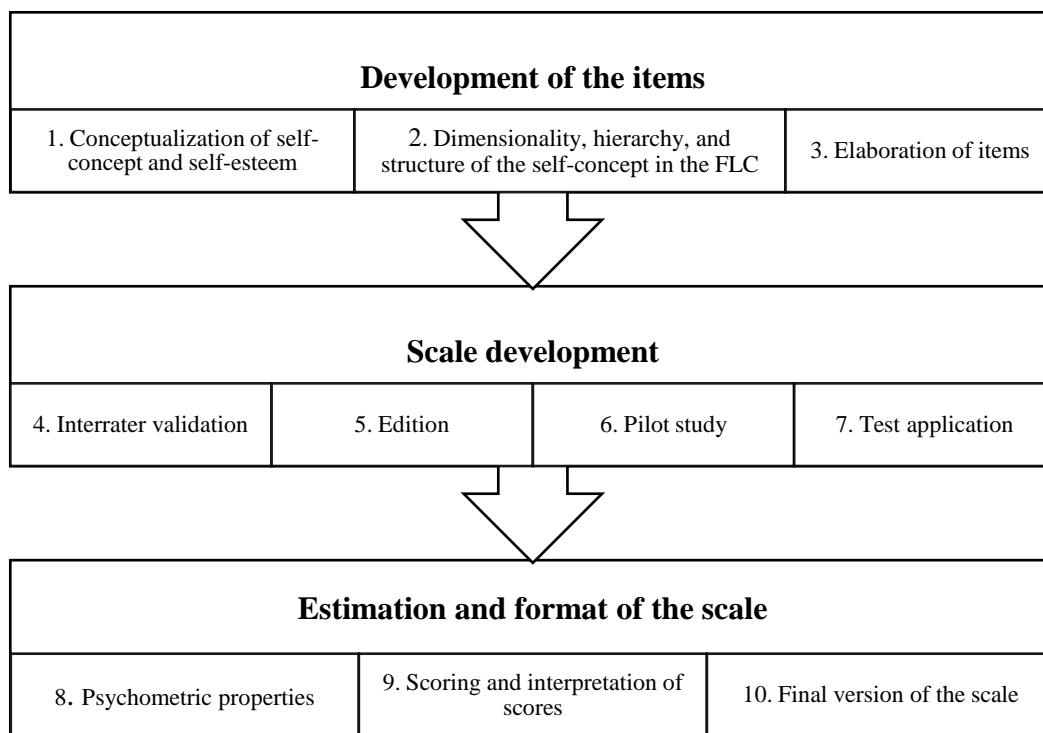 Development of the items
1. Conceptualization of self-
concept and self-esteem
2. Dimensionality, hierarchy, and
structure of the self-concept in the FLC
3. Elaboration of items
Scale development
4. Interrater validation
5. Edition
6. Pilot study
7. Test application
Estimation and format of the scale
8. Psychometric properties
9. Scoring and interpretation of
scores
10. Final version of the scale